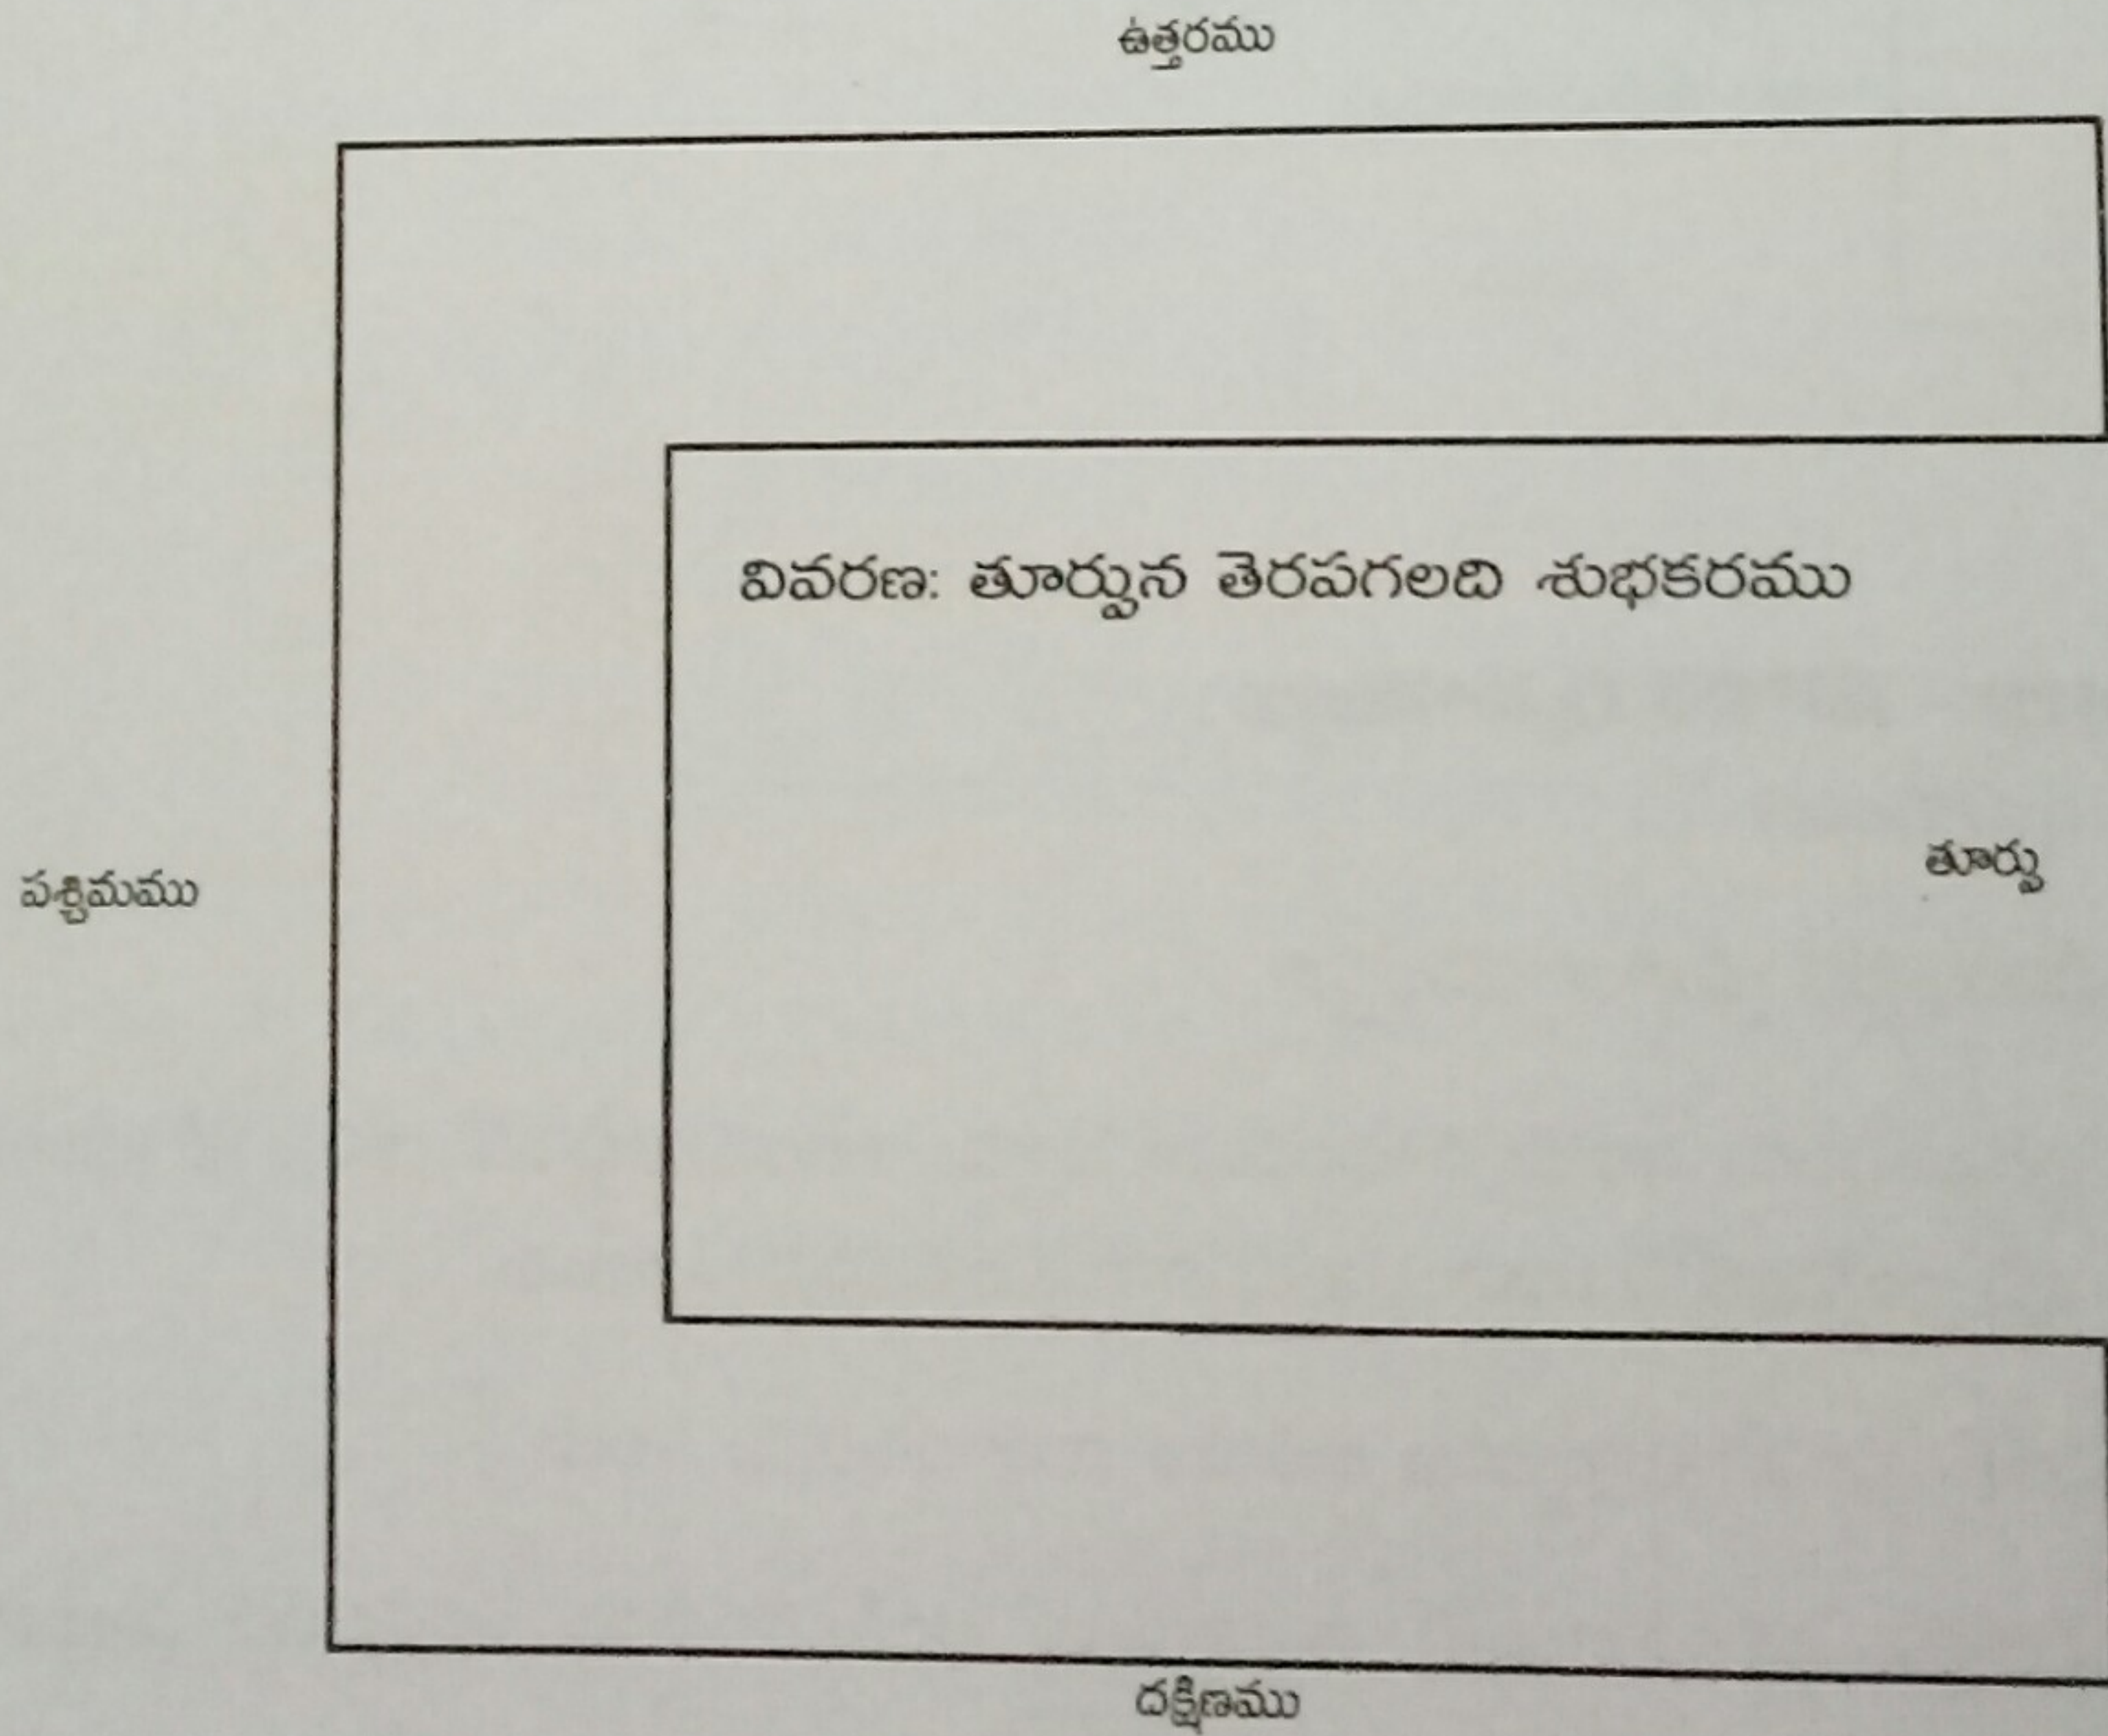 ఉత్తరము
వివరణ: తూర్పున తెరపగలది శుభకరము
తూర్పు
పశ్చిమము
దక్షిణము